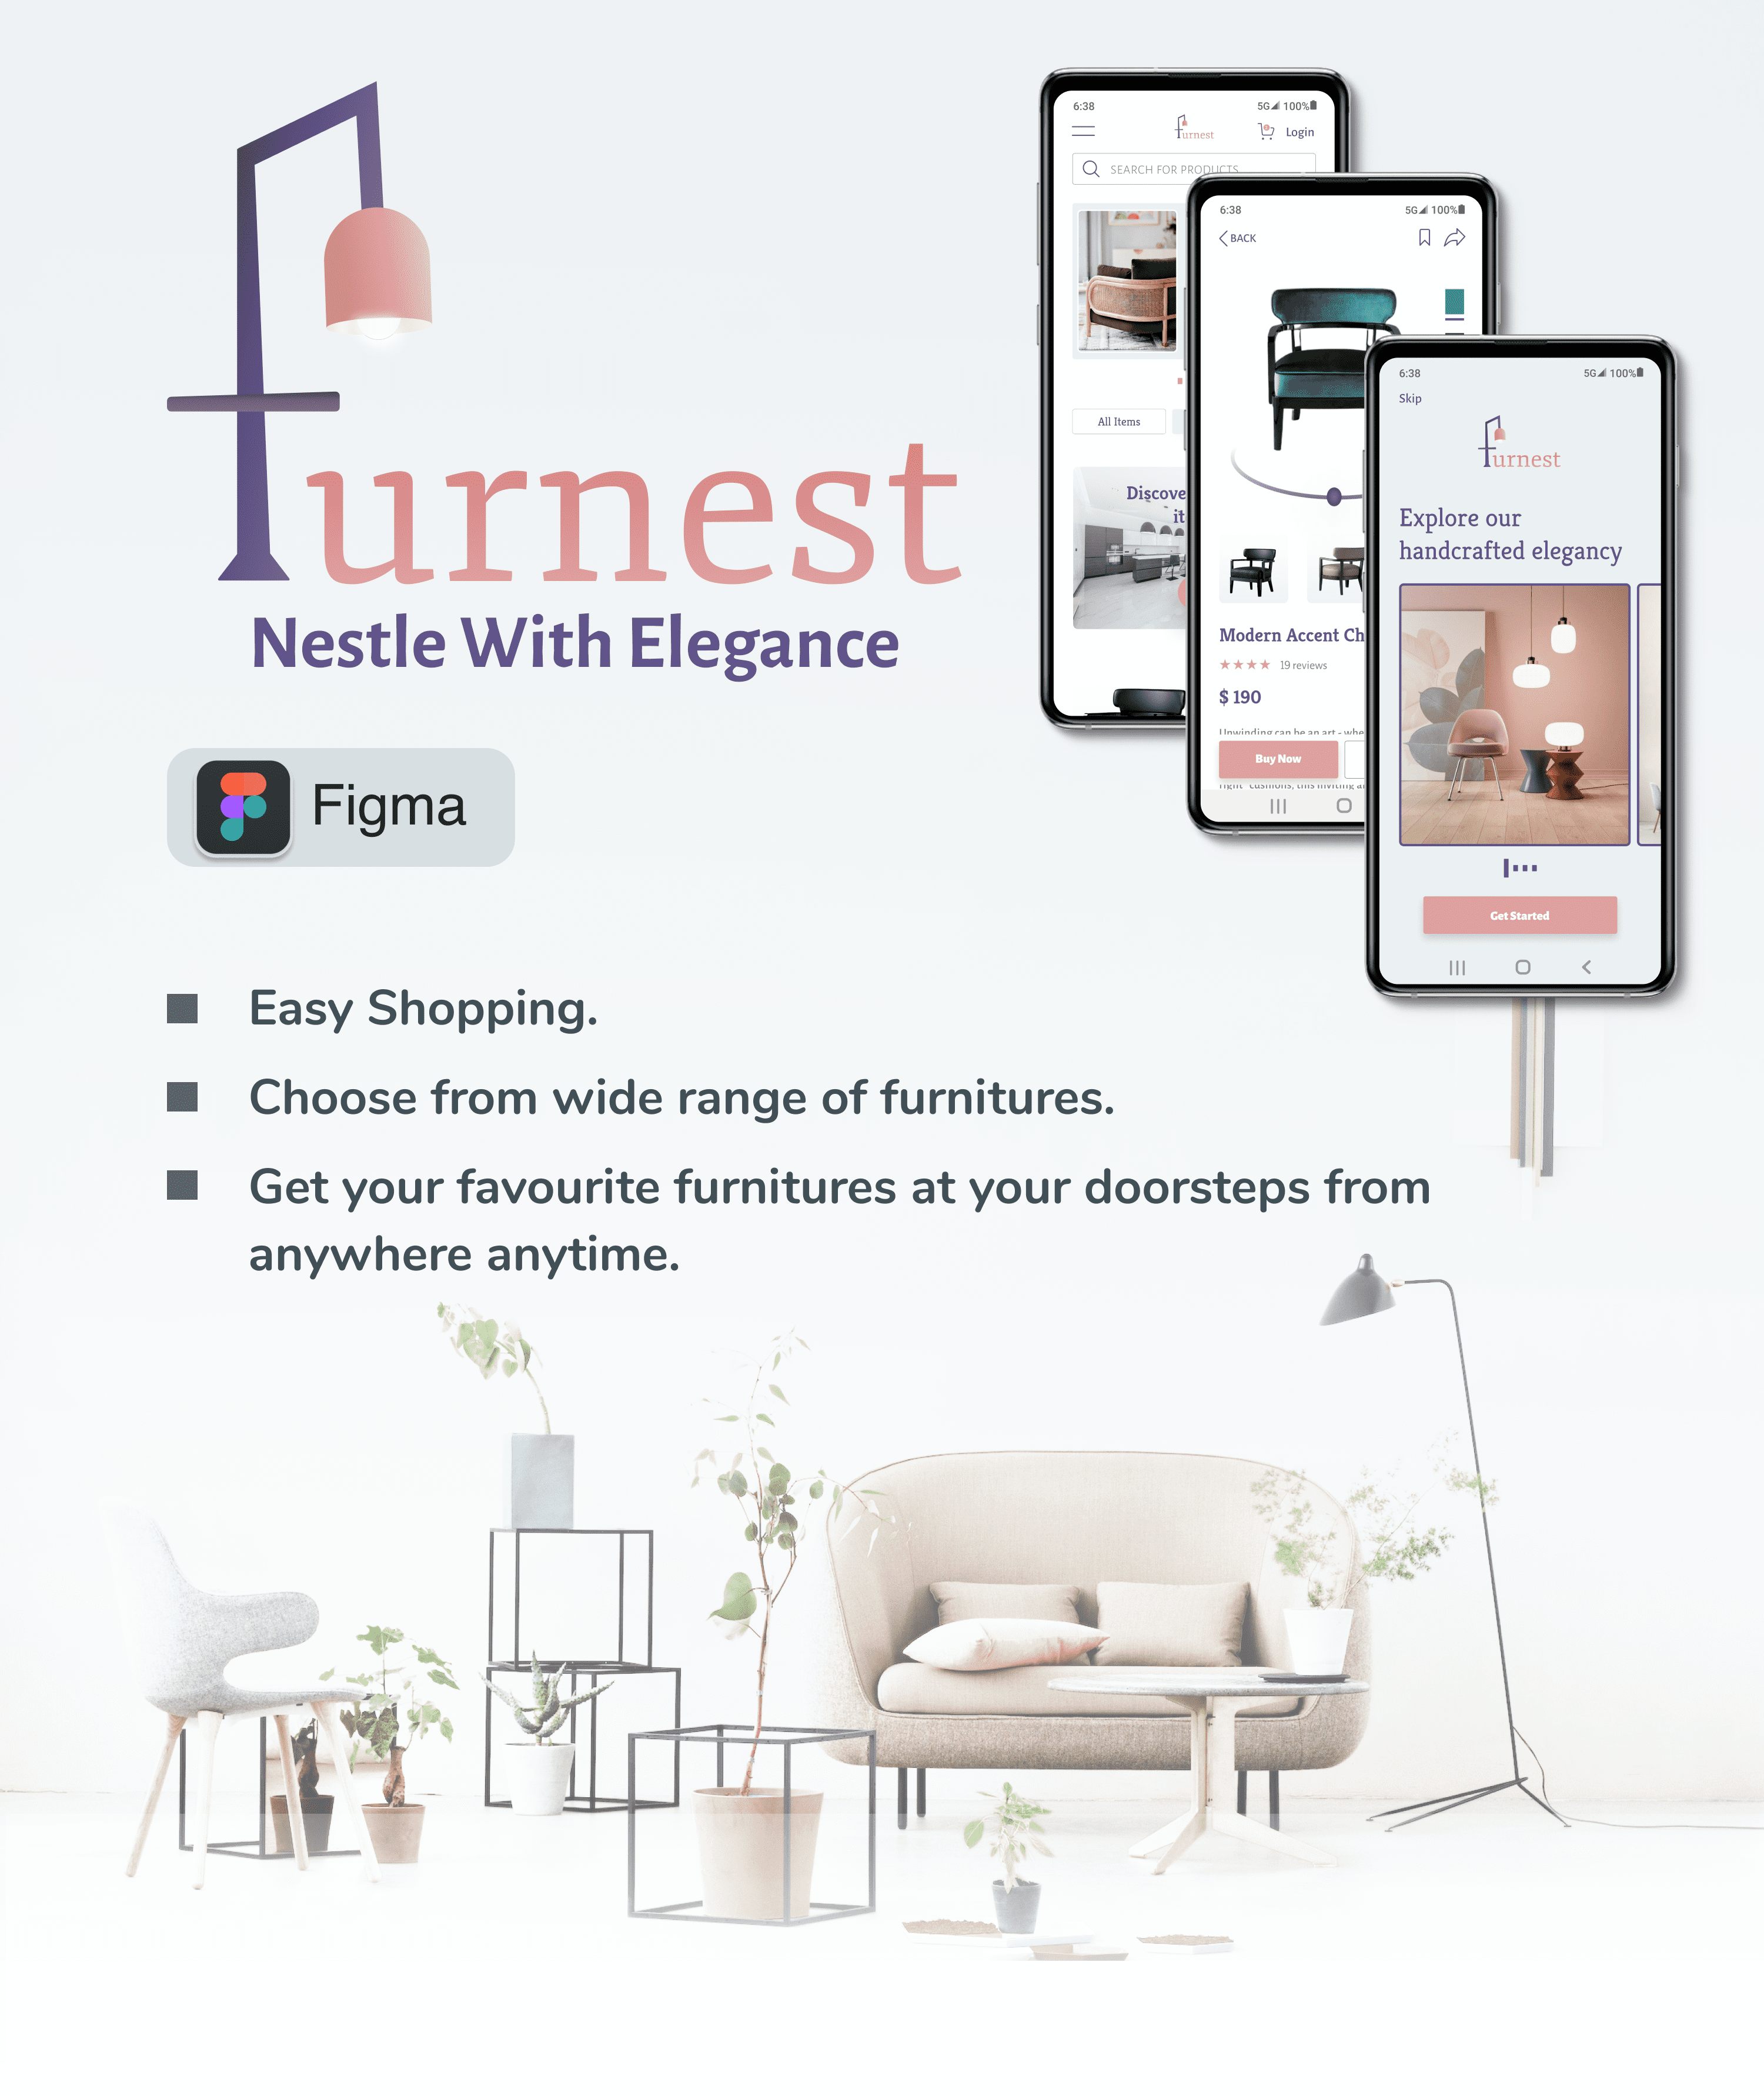 furnest
Nestle With Elegance
Figma
Easy Shopping.
Choose from wide range of furnitures.
Get your favourite furnitures at your doorsteps from
anywhere anytime.
6:38 5G 100%
furnest Login
SEARCH FOR PRODUCTS
All Items
Discove
it
6:38 5G 100%
BACK
Modern Accent Ch
19 reviews
$ 190
Unwinding can be an art - whe
Buy Now
right cushions, this inviting a
6:38 5G 100%
Skip
furnest
Explore our
handcrafted elegancy
Get Started